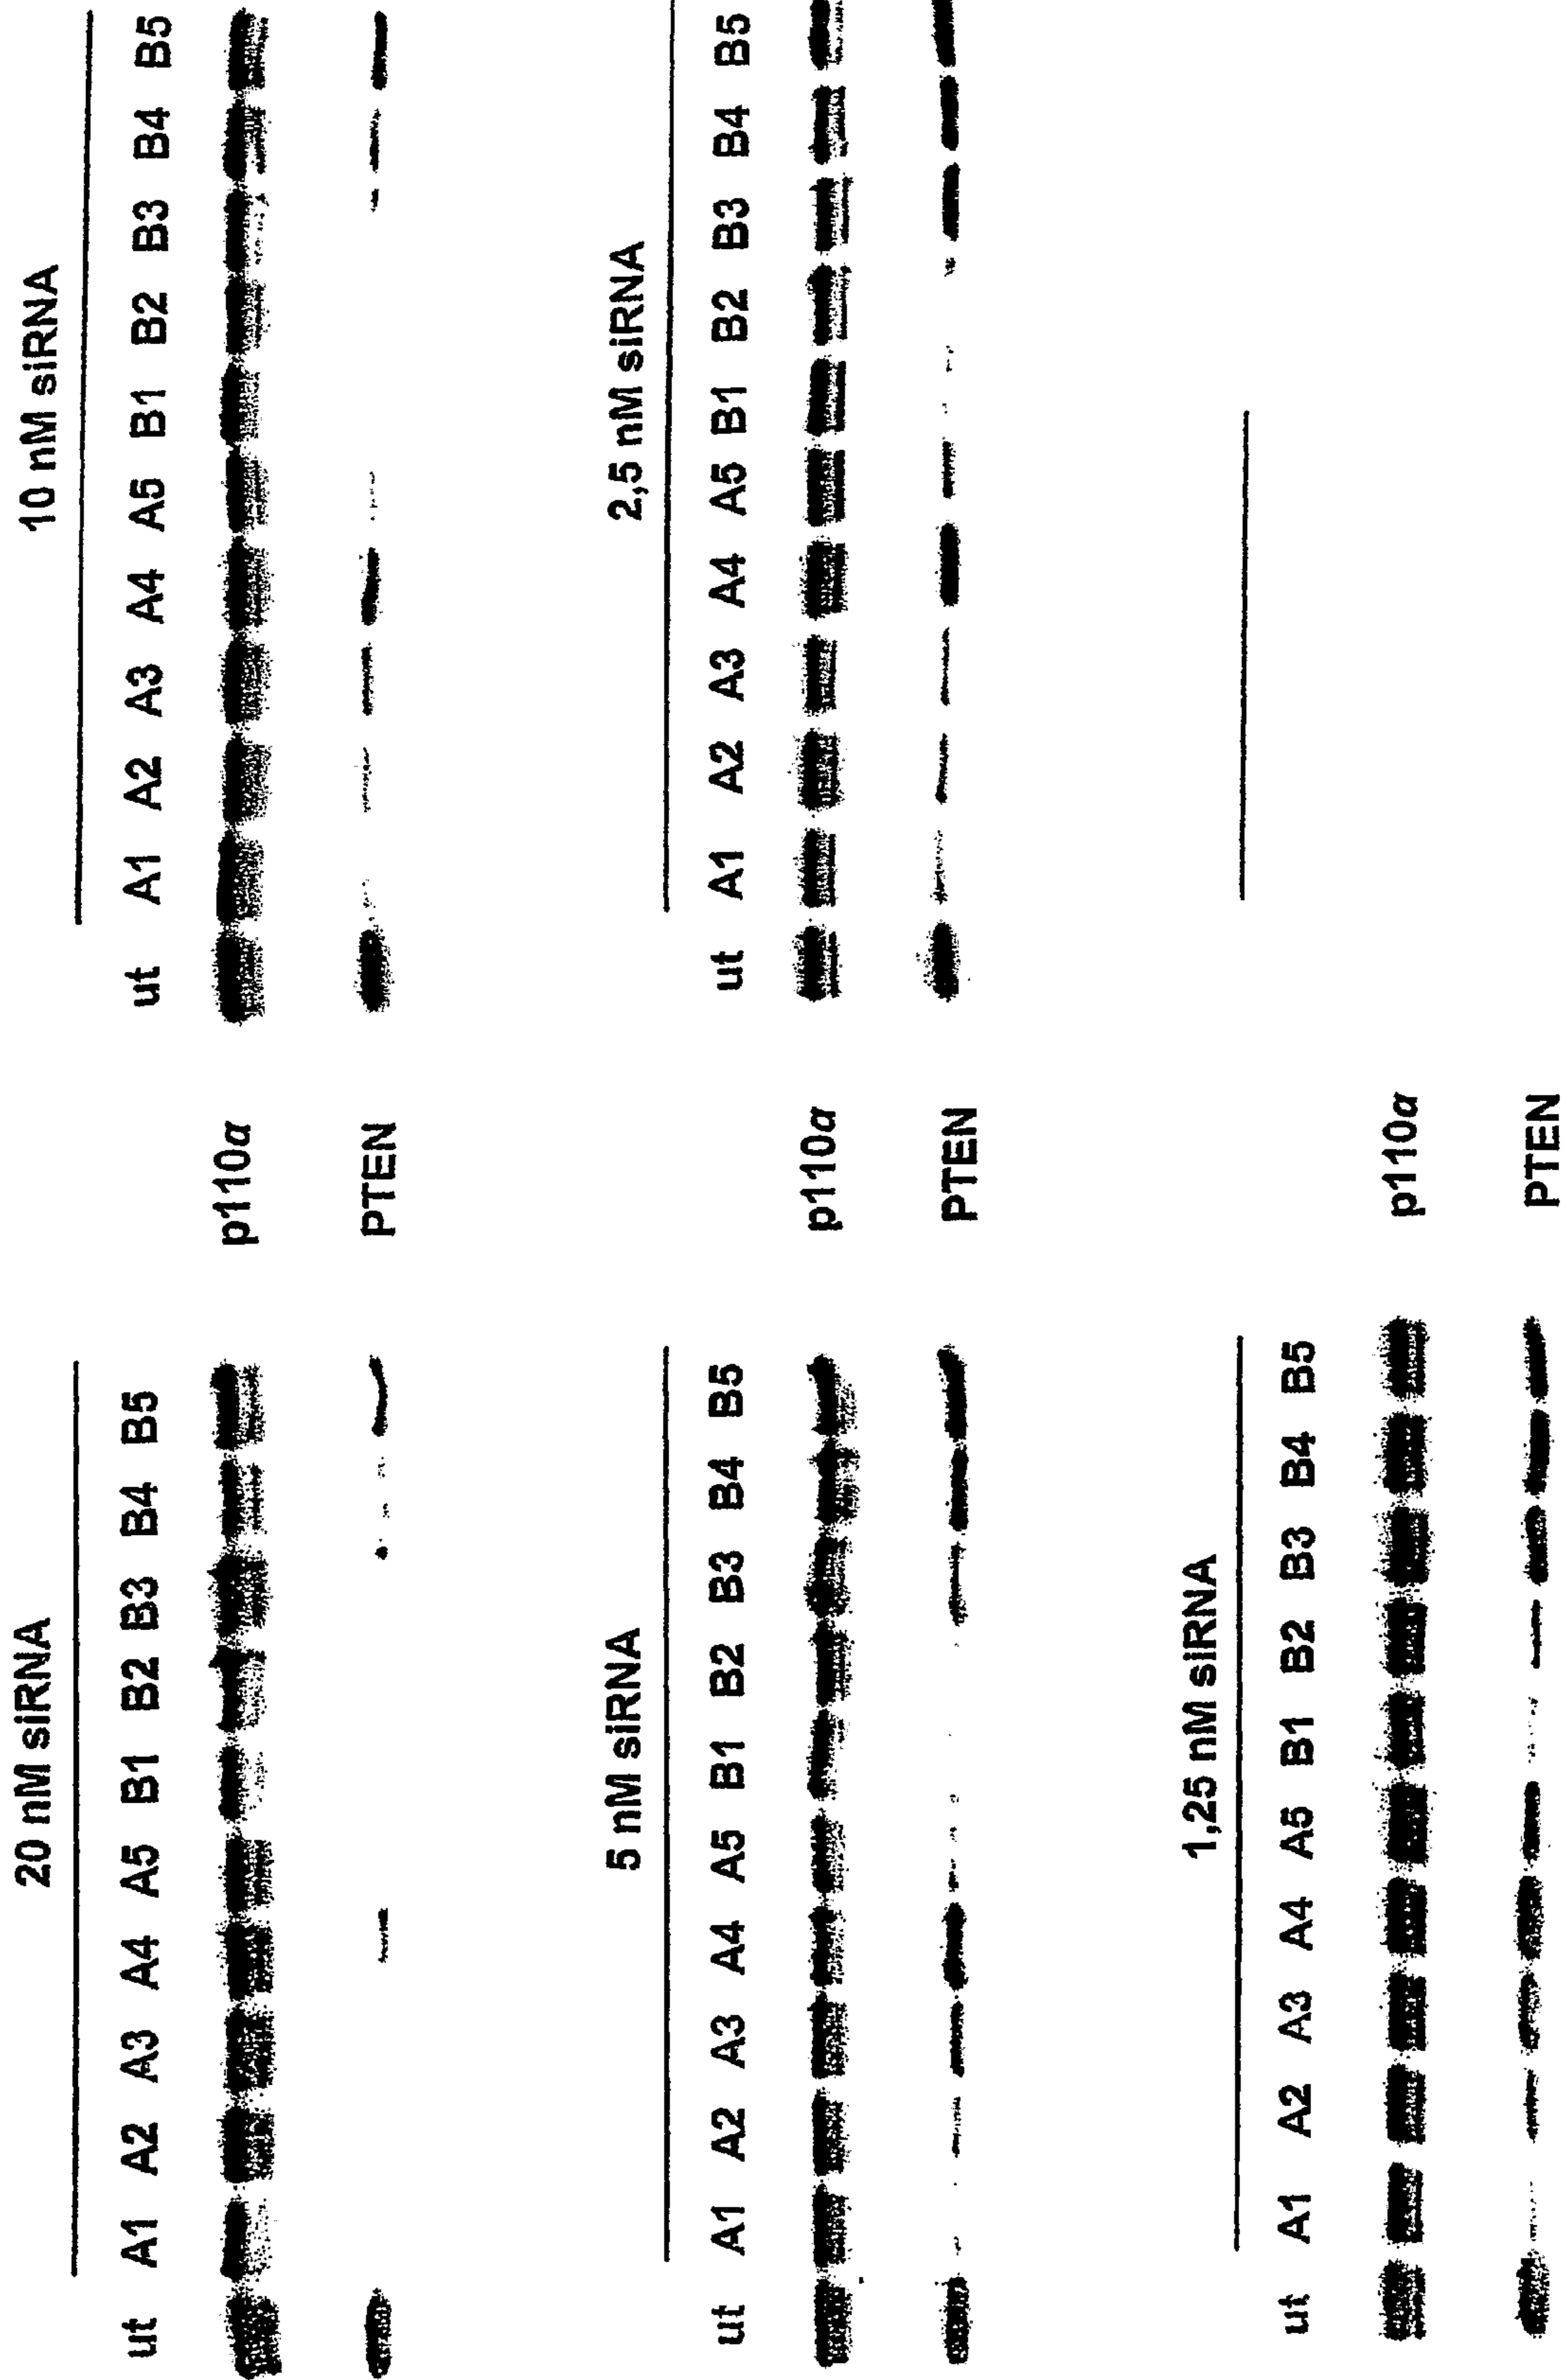 20 nM siRNA
ut A1 A2 A3 A4 A5 B1 B2 B3 B4 B5
p110α
PTEN
10 nM siRNA
ut A1 A2 A3 A4 A5 B1 B2 B3 B4 B5
5 nM siRNA
ut A1 A2 A3 A4 A5 B1 B2 B3 B4 B5
p110α
PTEN
2,5 nM siRNA
ut A1 A2 A3 A4 A5 B1 B2 B3 B4 B5
1,25 nM siRNA
ut A1 A2 A3 A4 A5 B1 B2 B3 B4 B5
p110α
PTEN